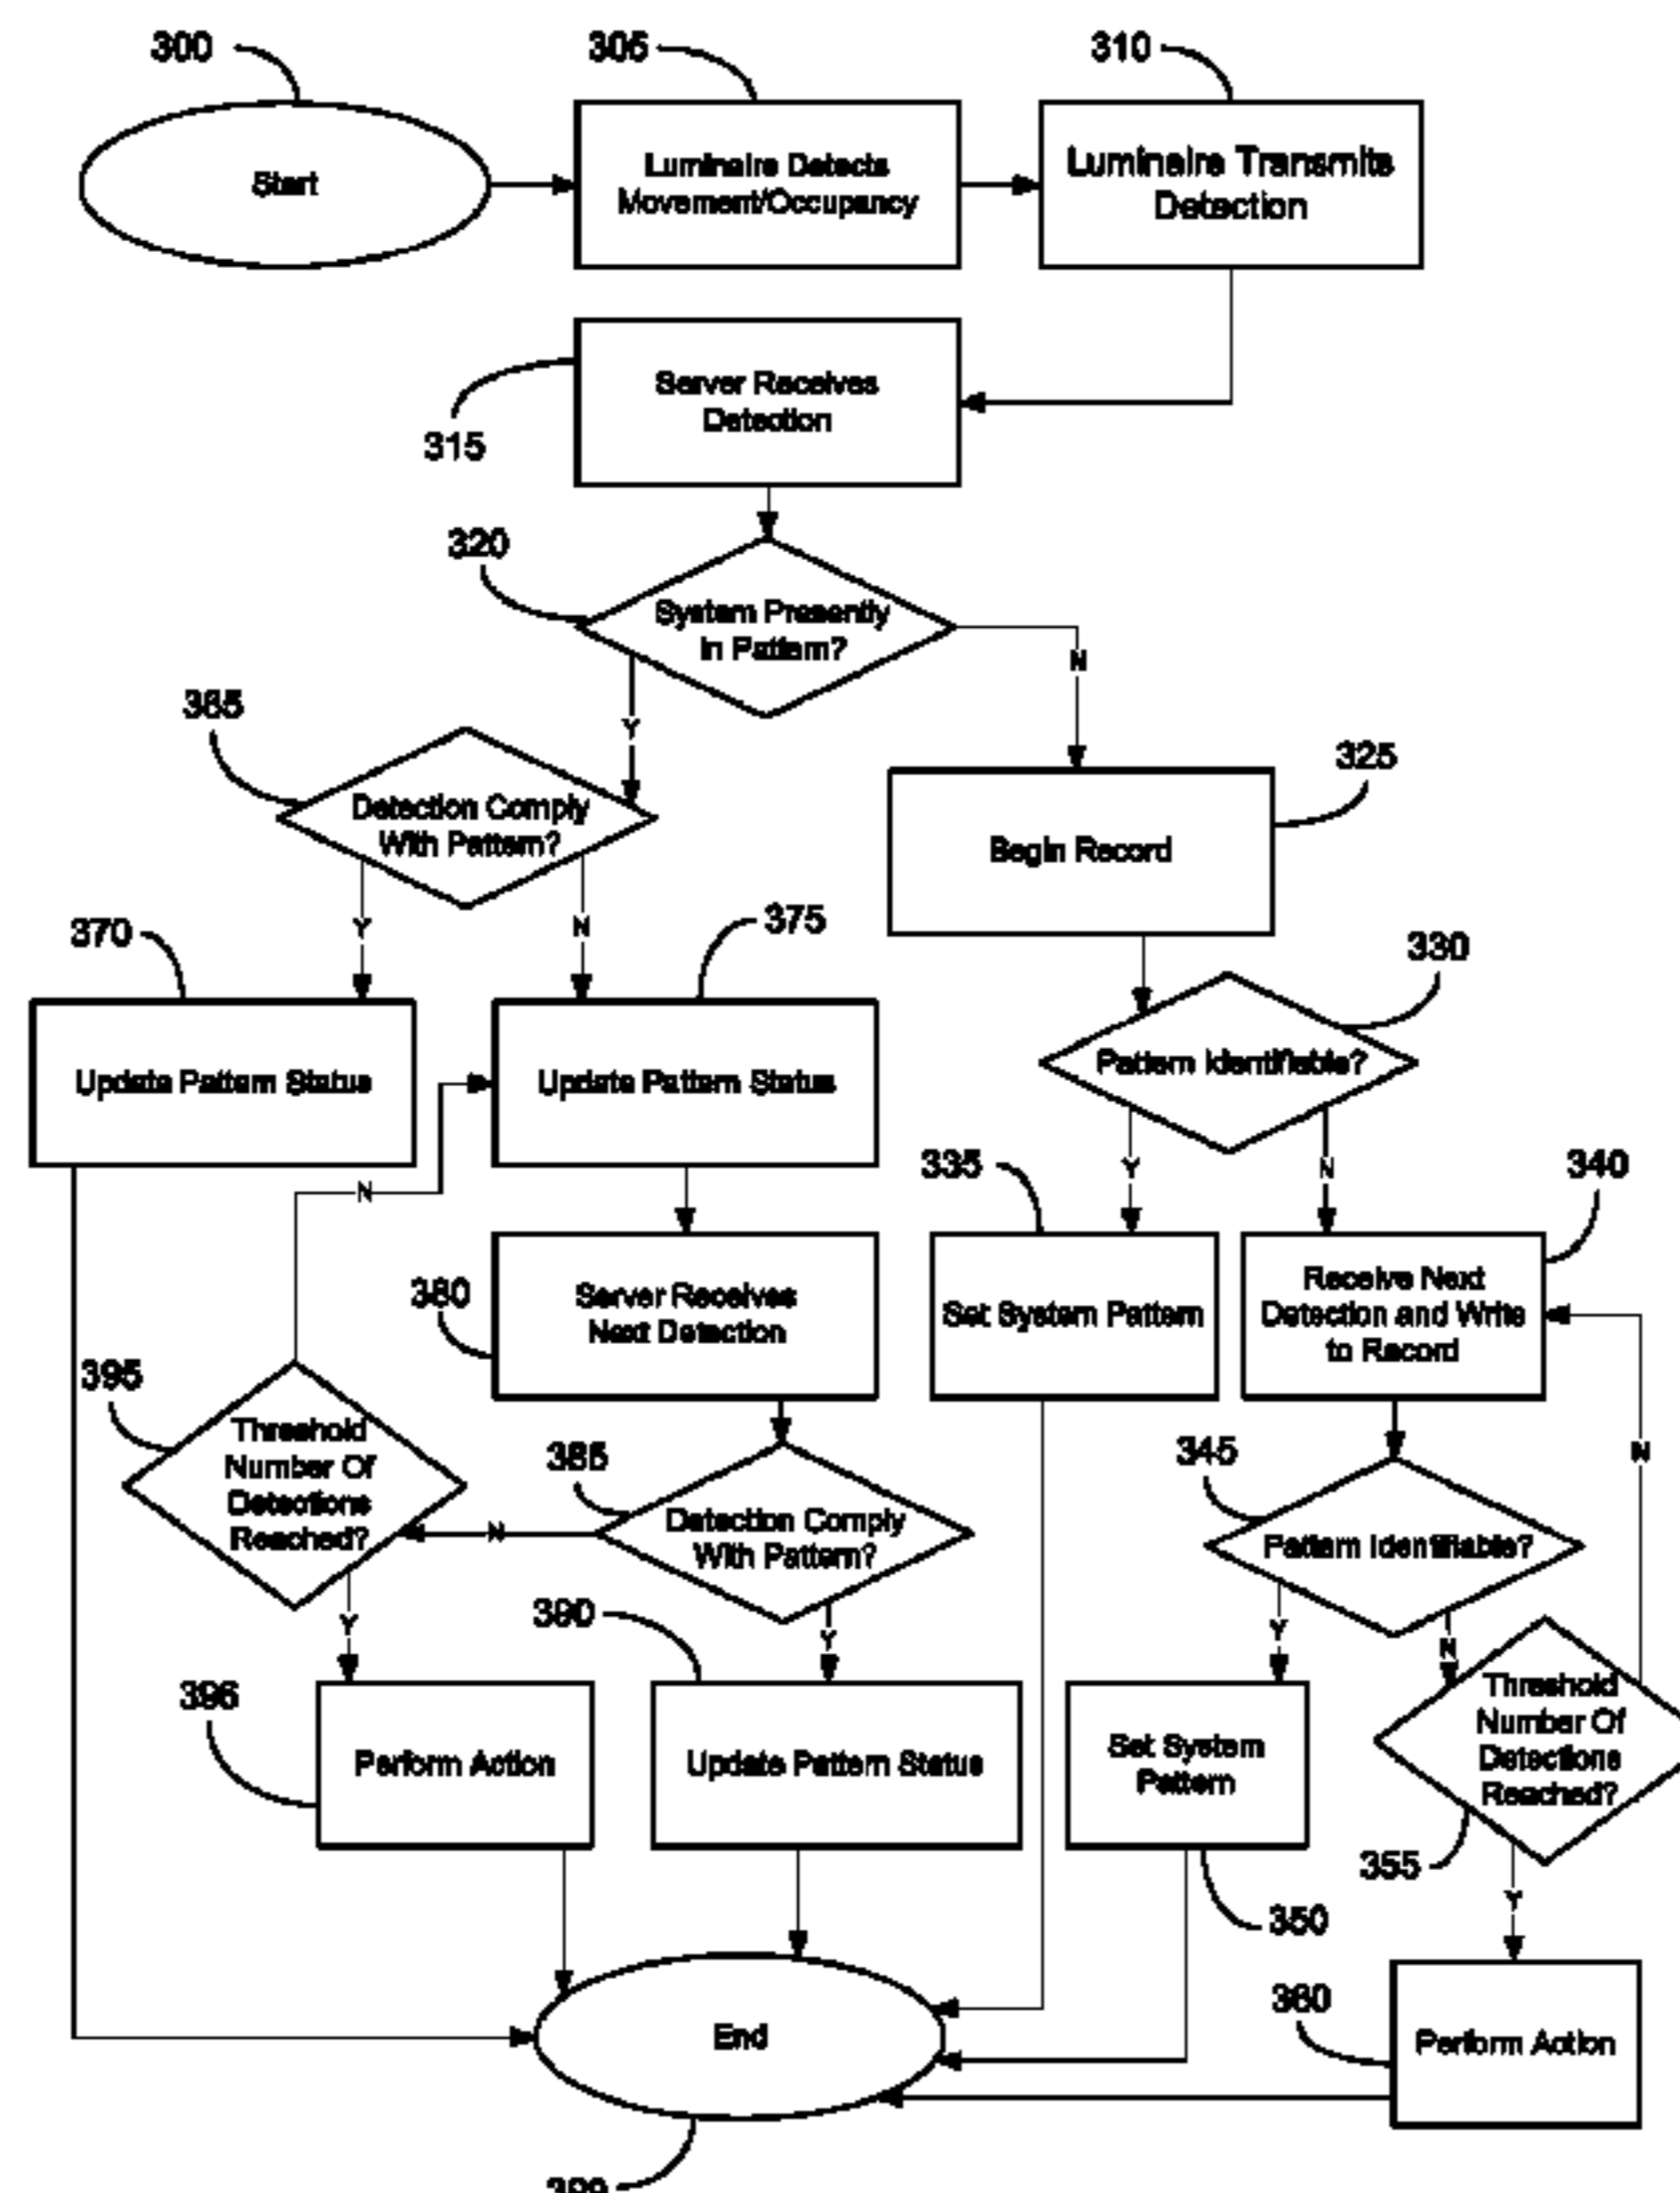 300
305
310
Start
Luminaire Detects
Movement/Occupancy
Luminaire Transmits
Detection
Server Receives
Detection
315
320
System Presently
In Pattern?
N
Y
365
Detection Comply
With Pattern?
325
Begin Record
Y
N
370
375
330
Update Pattern Status
Update Pattern Status
Pattern Identifiable?
N
335
Y
N
340
380
Server Receives
Next Detection
Set System Pattern
Receive Next
Detection and Write
to Record
395
Threshold
Number Of
Detections
Reached?
385
N
Detection Comply
With Pattern?
345
Pattern Identifiable?
N
Y
390
Y
Y
N
396
Perform Action
Update Pattern Status
Set System
Pattern
Threshold
Number Of
Detections
Reached?
355
350
Y
End
360
Perform Action